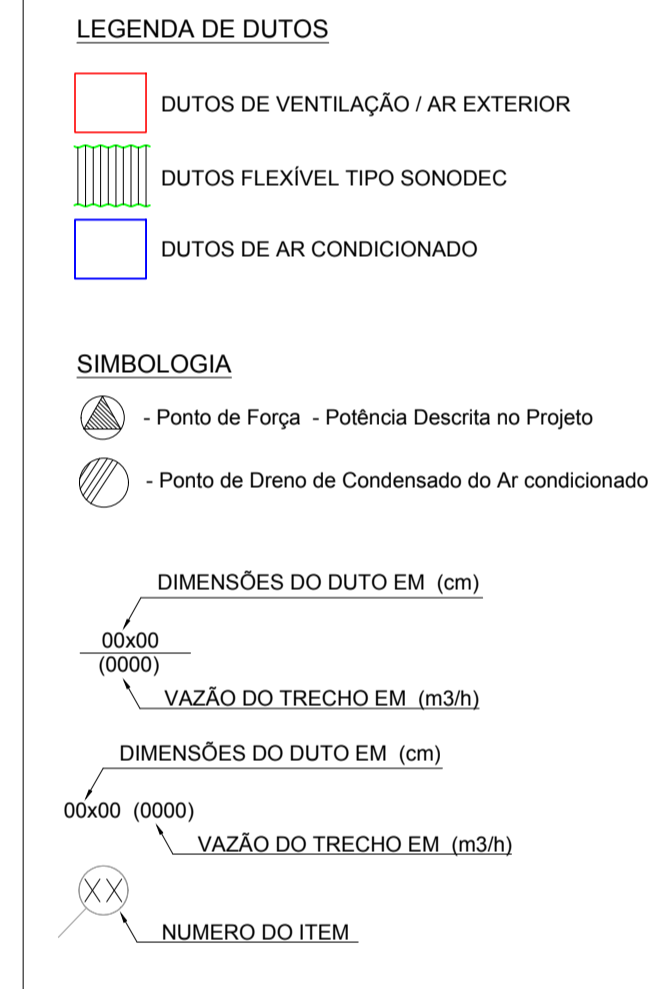 LEGENDA DE DUTOS
DUTOS DE VENTILAÇÃO / AR EXTERIOR
DUTOS FLEXÍVEL TIPO SONODEC
DUTOS DE AR CONDICIONADO
SIMBOLOGIA
- Ponto de Força - Potência Descrita no Projeto
- Ponto de Dreno de Condensado do Ar condicionado
DIMENSÕES DO DUTO EM (cm)
00x00
(0000)
VAZÃO DO TRECHO EM (m3/h)
DIMENSÕES DO DUTO EM (cm)
00x00 (0000)
VAZÃO DO TRECHO EM (m3/h)
XX
NUMERO DO ITEM